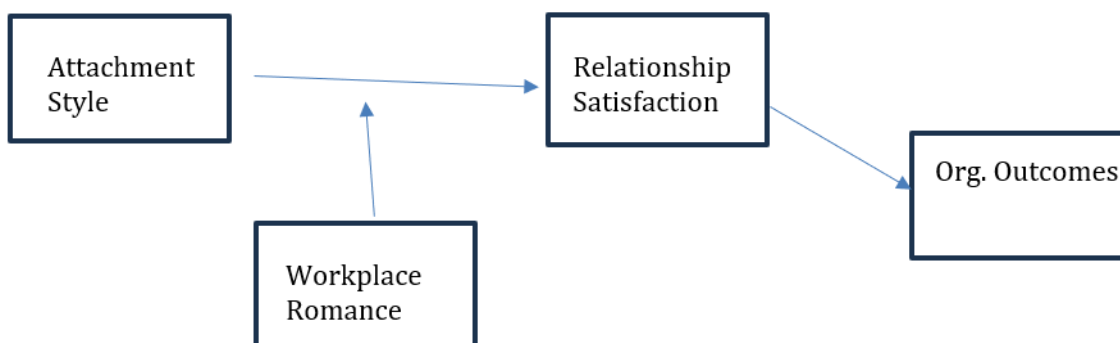 Attachment
Style
Relationship
Satisfaction
Org. Outcomes
Workplace
Romance